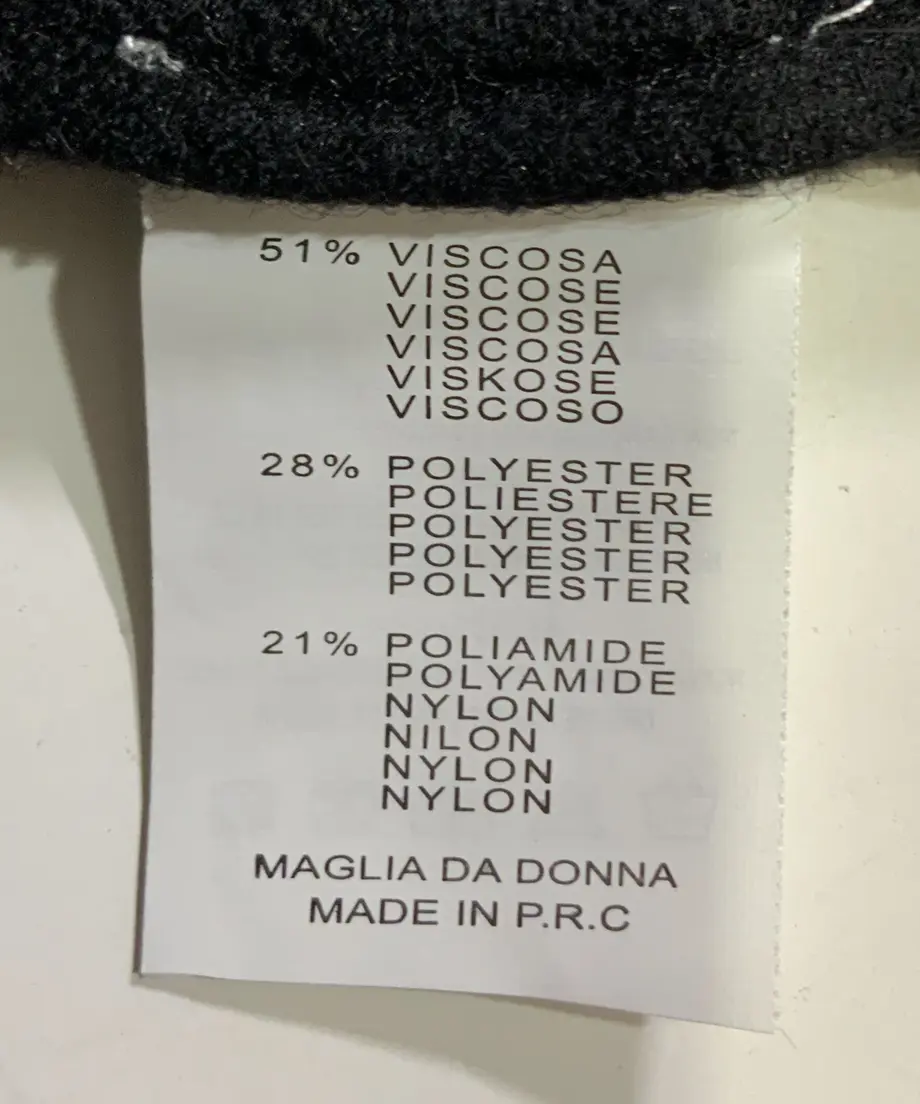 51% VISCOSA
VISCOSE
VISCOSE
VISCOSA
VISKOSE
VISCOSO
28% POLYESTER
POLIESTERE
POLYESTER
POLYESTER
POLYESTER
21% POLIAMIDE
POLYAMIDE
NYLON
NILON
NYLON
NYLON
MAGLIA DA DONNA
MADE IN P.R.C